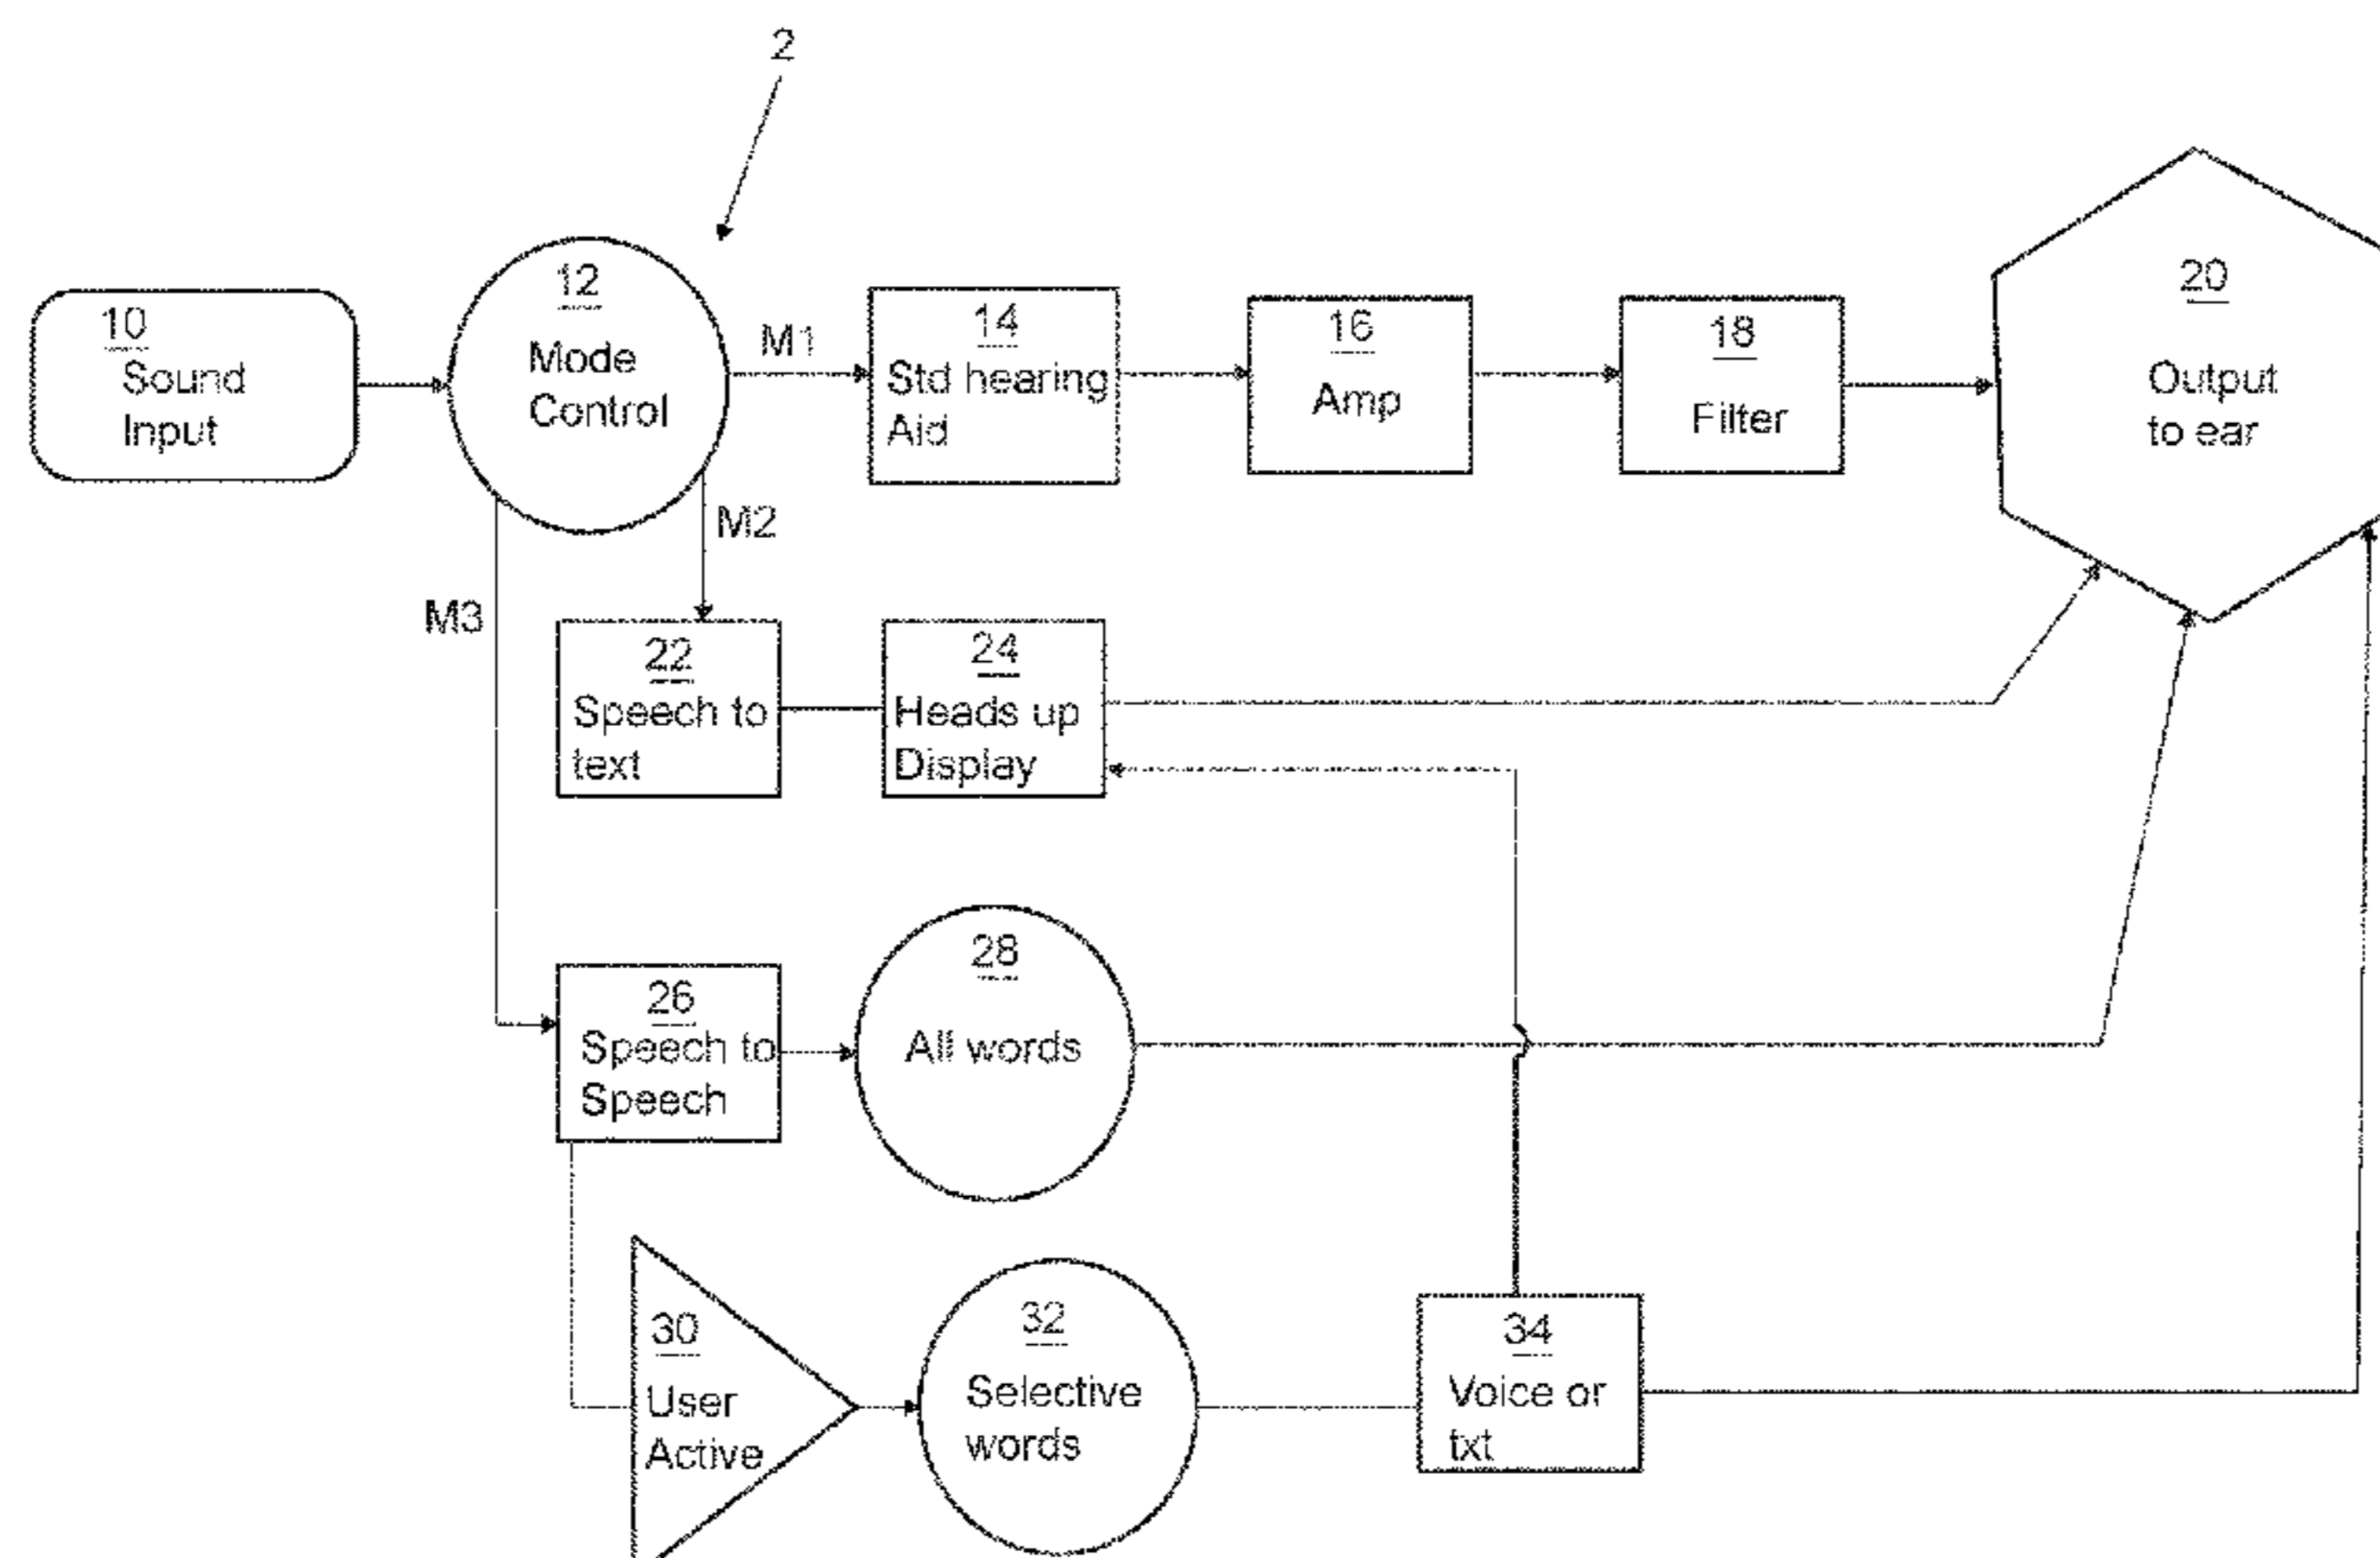 2
10
Sound
Input
12
Mode
Control
M1
14
Std hearing
Aid
16
Amp
18
Filter
20
Output
to ear
M2
M3
22
Speech to
text
24
Heads up
Display
26
Speech to
Speech
28
All words
30
User
Active
32
Selective
words
34
Voice or
txt